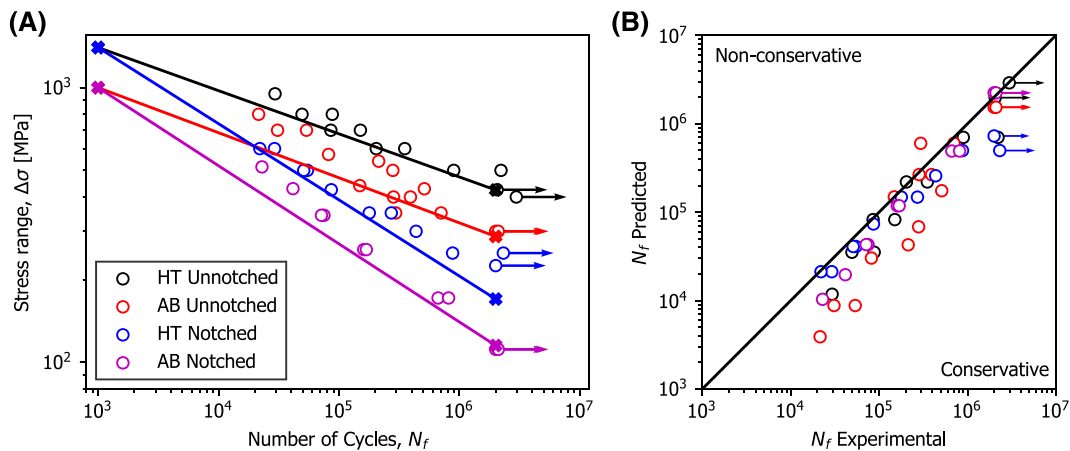 (A)
Stress range, Δσ [MPa]
10³
10²
HT Unnotched
AB Unnotched
HT Notched
AB Notched
10³ 10⁴ 10⁵ 10⁶ 10⁷
Number of Cycles, N_f
(B)
N_f Predicted
10⁷
10⁶
10⁵
10⁴
10³
Non-conservative
Conservative
10³ 10⁴ 10⁵ 10⁶ 10⁷
N_f Experimental